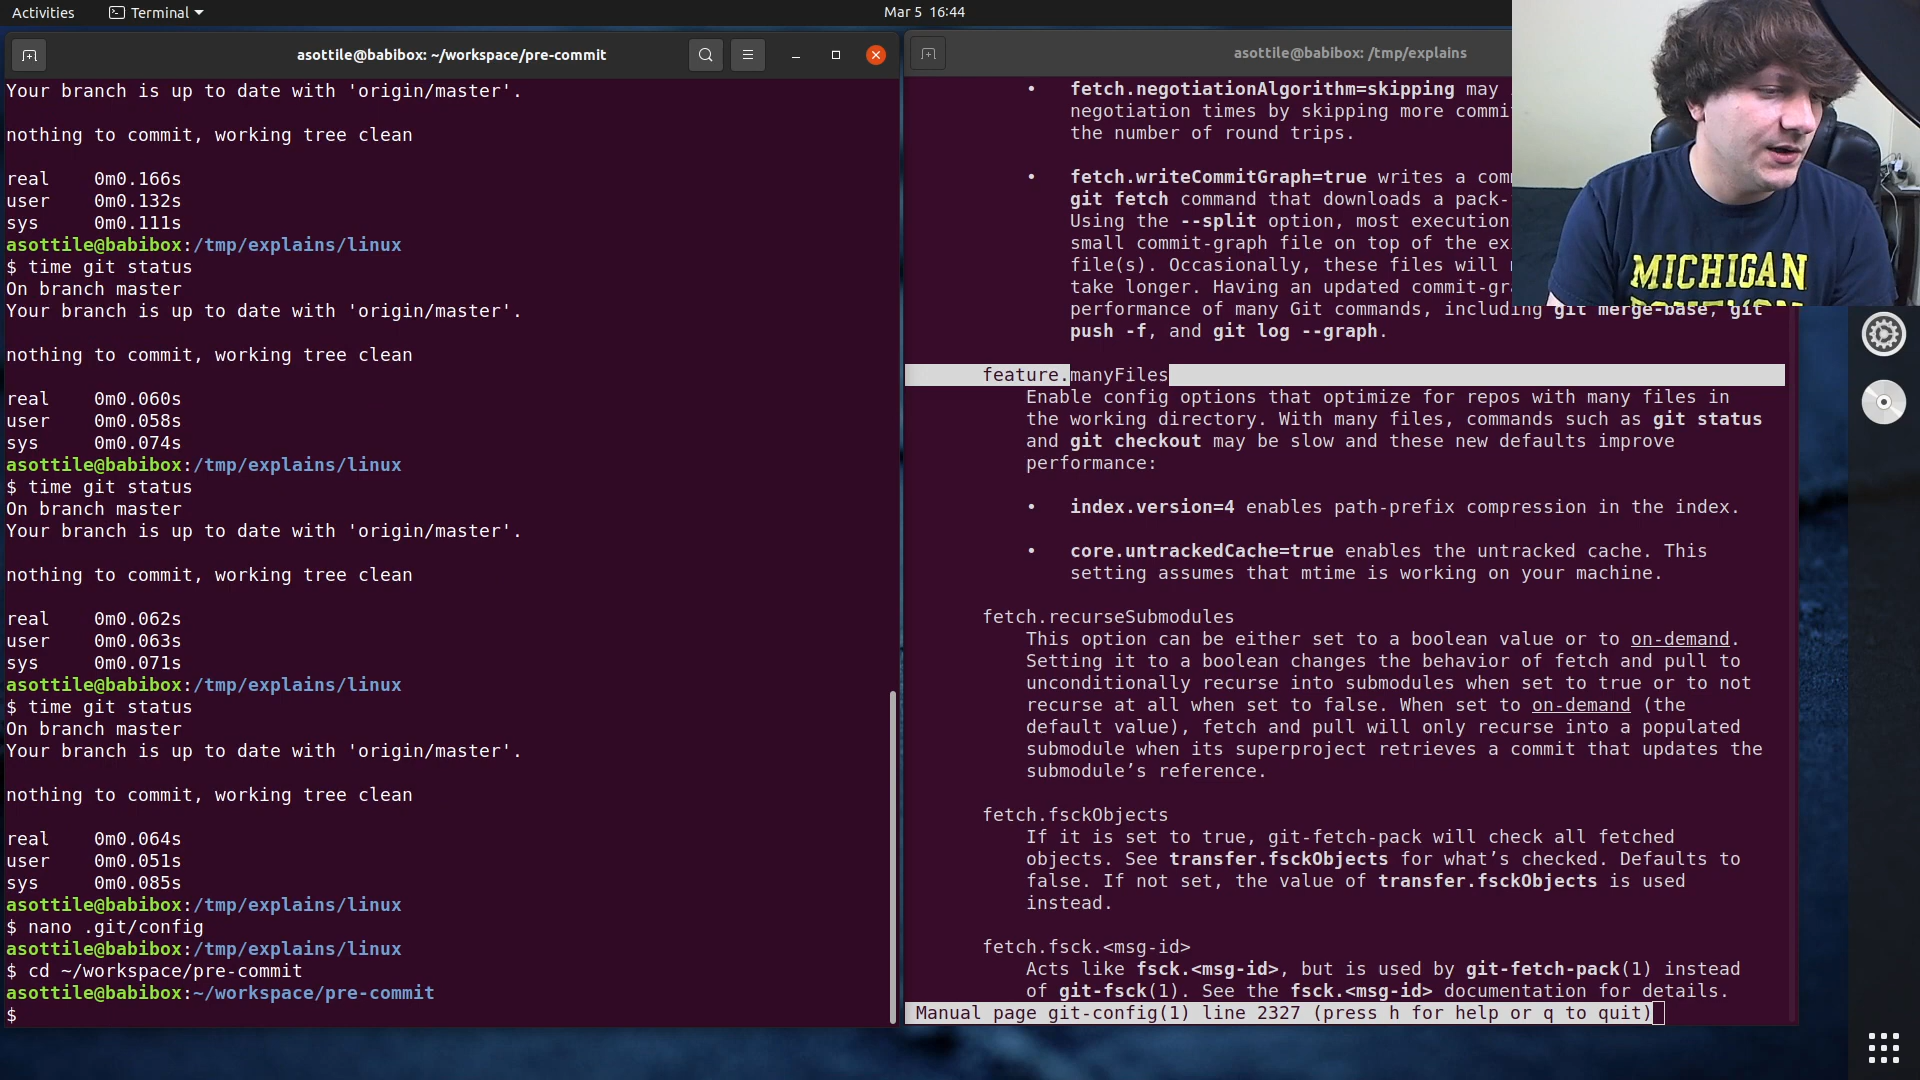 Activities
Terminal
Mar 5 16:44
asottile@babibox: ~/workspace/pre-commit
Your branch is up to date with 'origin/master'.
nothing to commit, working tree clean
real 0m0.166s
user 0m0.132s
sys 0m0.111s
asottile@babibox:/tmp/explains/linux
$ time git status
On branch master
Your branch is up to date with 'origin/master'.
nothing to commit, working tree clean
real 0m0.060s
user 0m0.058s
sys 0m0.074s
asottile@babibox:/tmp/explains/linux
$ time git status
On branch master
Your branch is up to date with 'origin/master'.
nothing to commit, working tree clean
real 0m0.062s
user 0m0.063s
sys 0m0.071s
asottile@babibox:/tmp/explains/linux
$ time git status
On branch master
Your branch is up to date with 'origin/master'.
nothing to commit, working tree clean
real 0m0.064s
user 0m0.051s
sys 0m0.085s
asottile@babibox:/tmp/explains/linux
$ nano .git/config
asottile@babibox:/tmp/explains/linux
$ cd ~/workspace/pre-commit
asottile@babibox:~/workspace/pre-commit
$
asottile@babibox: /tmp/explains
• fetch.negotiationAlgorithm=skipping may
negotiation times by skipping more commi
the number of round trips.
• fetch.writeCommitGraph=true writes a com
git fetch command that downloads a pack-
Using the --split option, most execution
small commit-graph file on top of the ex
file(s). Occasionally, these files will
take longer. Having an updated commit-gr
performance of many Git commands, including git merge-base, git
push -f, and git log --graph.
feature.manyFiles
Enable config options that optimize for repos with many files in
the working directory. With many files, commands such as git status
and git checkout may be slow and these new defaults improve
performance:
• index.version=4 enables path-prefix compression in the index.
• core.untrackedCache=true enables the untracked cache. This
setting assumes that mtime is working on your machine.
fetch.recurseSubmodules
This option can be either set to a boolean value or to on-demand.
Setting it to a boolean changes the behavior of fetch and pull to
unconditionally recurse into submodules when set to true or to not
recurse at all when set to false. When set to on-demand (the
default value), fetch and pull will only recurse into a populated
submodule when its superproject retrieves a commit that updates the
submodule’s reference.
fetch.fsckObjects
If it is set to true, git-fetch-pack will check all fetched
objects. See transfer.fsckObjects for what’s checked. Defaults to
false. If not set, the value of transfer.fsckObjects is used
instead.
fetch.fsck.<msg-id>
Acts like fsck.<msg-id>, but is used by git-fetch-pack(1) instead
of git-fsck(1). See the fsck.<msg-id> documentation for details.
Manual page git-config(1) line 2327 (press h for help or q to quit)
MICHIGAN